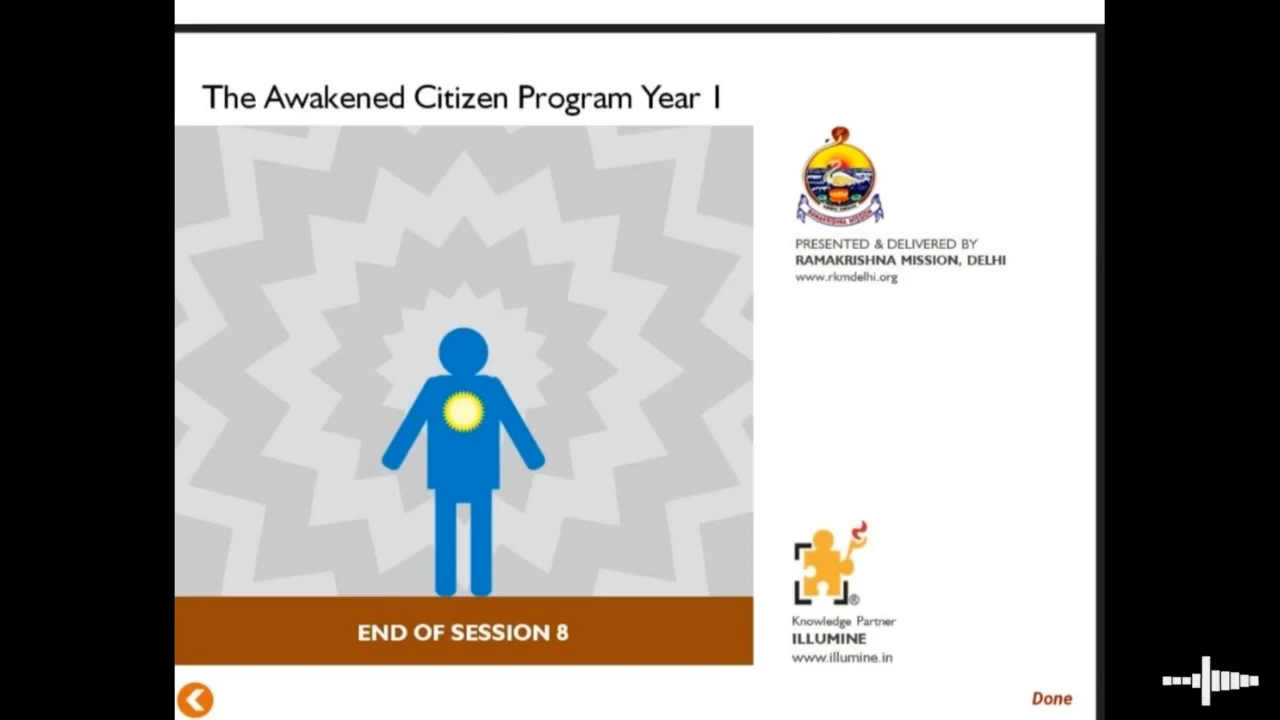 The Awakened Citizen Program Year 1
PRESENTED & DELIVERED BY
RAMAKRISHNA MISSION, DELHI
www.rkmdelhi.org
END OF SESSION 8
Knowledge Partner
ILLUMINE
www.illumine.in
Done